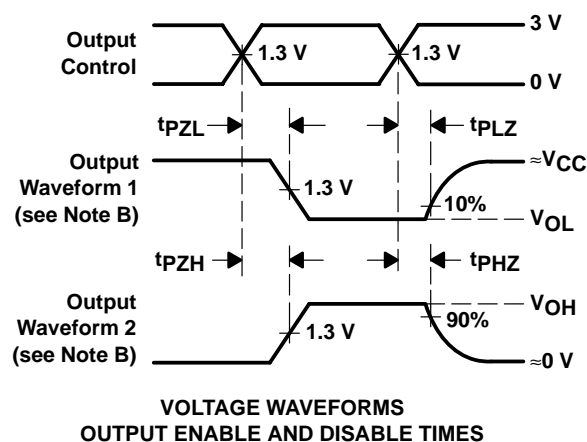 3 V
Output
Control
1.3 V
1.3 V
0 V
tPZL
tPLZ
Output
Waveform 1
(see Note B)
≈VCC
1.3 V
10%
VOL
tPZH
tPHZ
Output
Waveform 2
(see Note B)
VOH
90%
1.3 V
≈0 V
VOLTAGE WAVEFORMS
OUTPUT ENABLE AND DISABLE TIMES